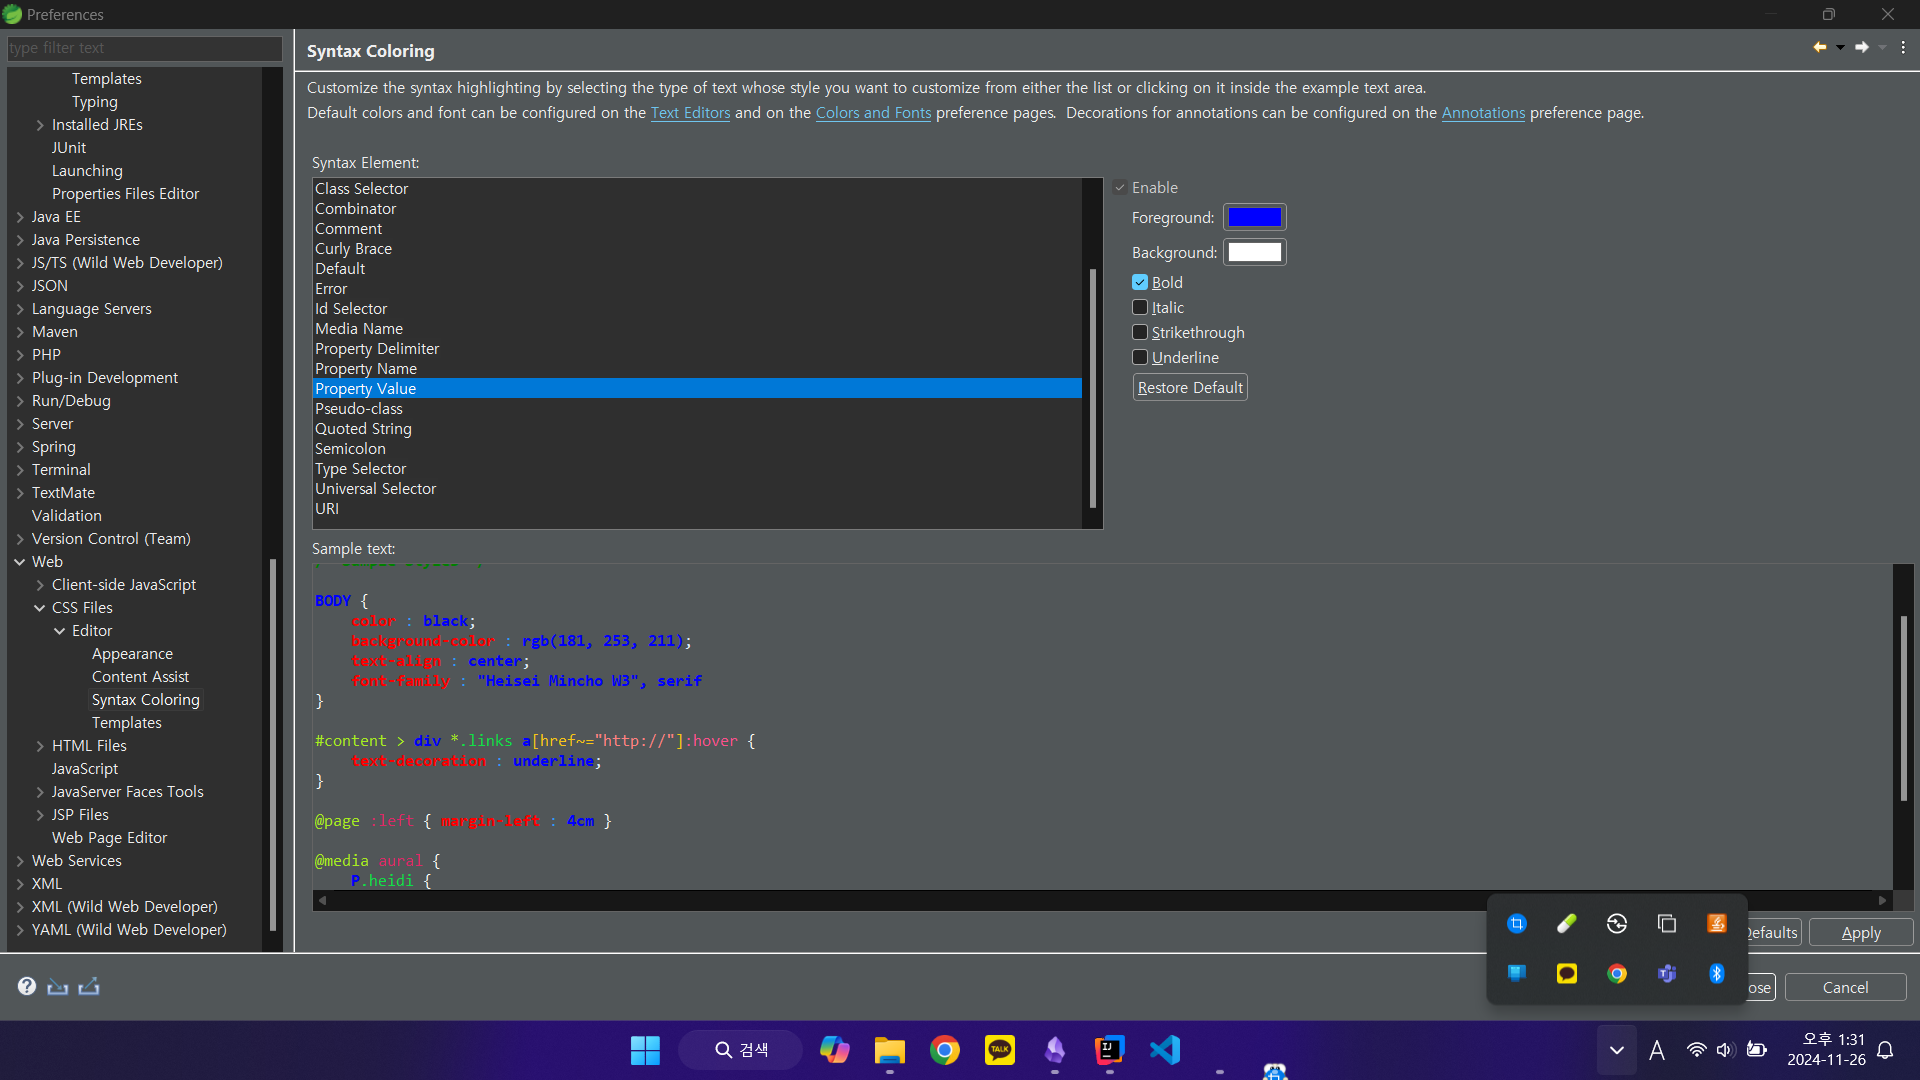 Preferences
type filter text
Templates
Typing
Installed JREs
JUnit
Launching
Properties Files Editor
Java EE
Java Persistence
JS/TS (Wild Web Developer)
JSON
Language Servers
Maven
PHP
Plug-in Development
Run/Debug
Server
Spring
Terminal
TextMate
Validation
Version Control (Team)
Web
Client-side JavaScript
CSS Files
Editor
Appearance
Content Assist
Syntax Coloring
Templates
HTML Files
JavaScript
JavaServer Faces Tools
JSP Files
Web Page Editor
Web Services
XML
XML (Wild Web Developer)
YAML (Wild Web Developer)
Syntax Coloring
Customize the syntax highlighting by selecting the type of text whose style you want to customize from either the list or clicking on it inside the example text area.
Default colors and font can be configured on the Text Editors and on the Colors and Fonts preference pages.  Decorations for annotations can be configured on the Annotations preference page.
Syntax Element:
Class Selector
Combinator
Comment
Curly Brace
Default
Error
Id Selector
Media Name
Property Delimiter
Property Name
Property Value
Pseudo-class
Quoted String
Semicolon
Type Selector
Universal Selector
URI
Enable
Foreground:
Background:
Bold
Italic
Strikethrough
Underline
Restore Default
Sample text:
BODY {
color : black;
background-color : rgb(181, 253, 211);
text-align : center;
font-family : "Heisei Mincho W3", serif
}
#content > div *.links a[href~="http://"]:hover {
text-decoration : underline;
}
@page :left { margin-left : 4cm }
@media aural {
P.heidi {
Defaults
Apply
ose
Cancel
검색
TALK
IJ
A
오후 1:31
2024-11-26